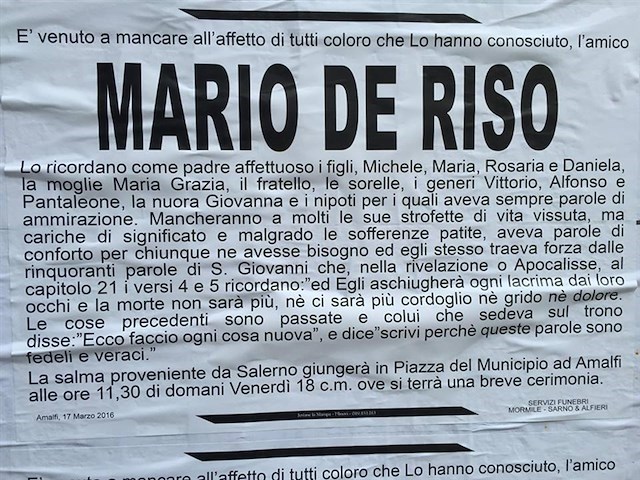 E' venuto a mancare all'affetto di tutti coloro che Lo hanno conosciuto, l'amico
MARIO DE RISO
Lo ricordano come padre affettuoso i figli, Michele, Maria, Rosaria e Daniela,
la moglie Maria Grazia, il fratello, le sorelle, i generi Vittorio, Alfonso e
Pantaleone, la nuora Giovanna e i nipoti per i quali aveva sempre parole di
ammirazione. Mancheranno a molti le sue strofette di vita vissuta, ma
cariche di significato e malgrado le sofferenze patite, aveva parole di
conforto per chiunque ne avesse bisogno ed egli stesso traeva forza dalle
rinquoranti parole di S. Giovanni che, nella rivelazione o Apocalisse, al
capitolo 21 i versi 4 e 5 ricordano:"ed Egli aschiugherà ogni lacrima dai loro
occhi e la morte non sarà più, nè ci sarà più cordoglio nè grido nè dolore.
Le cose precedenti sono passate e colui che sedeva sul trono
disse:"Ecco faccio ogni cosa nuova", e dice"scrivi perchè queste parole sono
fedeli e veraci."
La salma proveniente da Salerno giungerà in Piazza del Municipio ad Amalfi
alle ore 11,30 di domani Venerdì 18 c.m. ove si terrà una breve cerimonia.
Amalfi, 17 Marzo 2016
SERVIZI FUNEBRI
MORMILE - SARNO & ALFIERI
E' venuto a mancare all'affetto di tutti coloro che Lo hanno conosciuto, l'amico